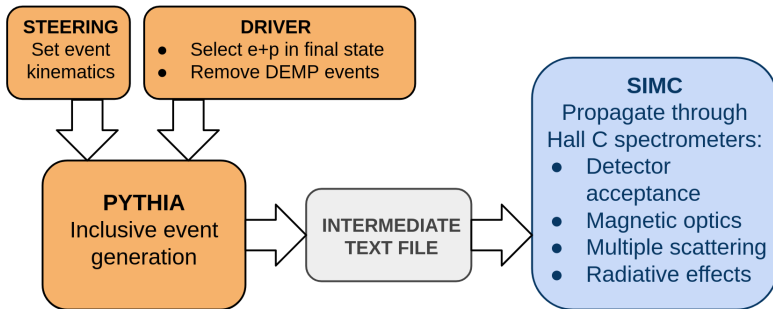 STEERING
Set event
kinematics
DRIVER
● Select e+p in final state
● Remove DEMP events
PYTHIA
Inclusive event
generation
INTERMEDIATE
TEXT FILE
SIMC
Propagate through
Hall C spectrometers:
● Detector
acceptance
● Magnetic optics
● Multiple scattering
● Radiative effects